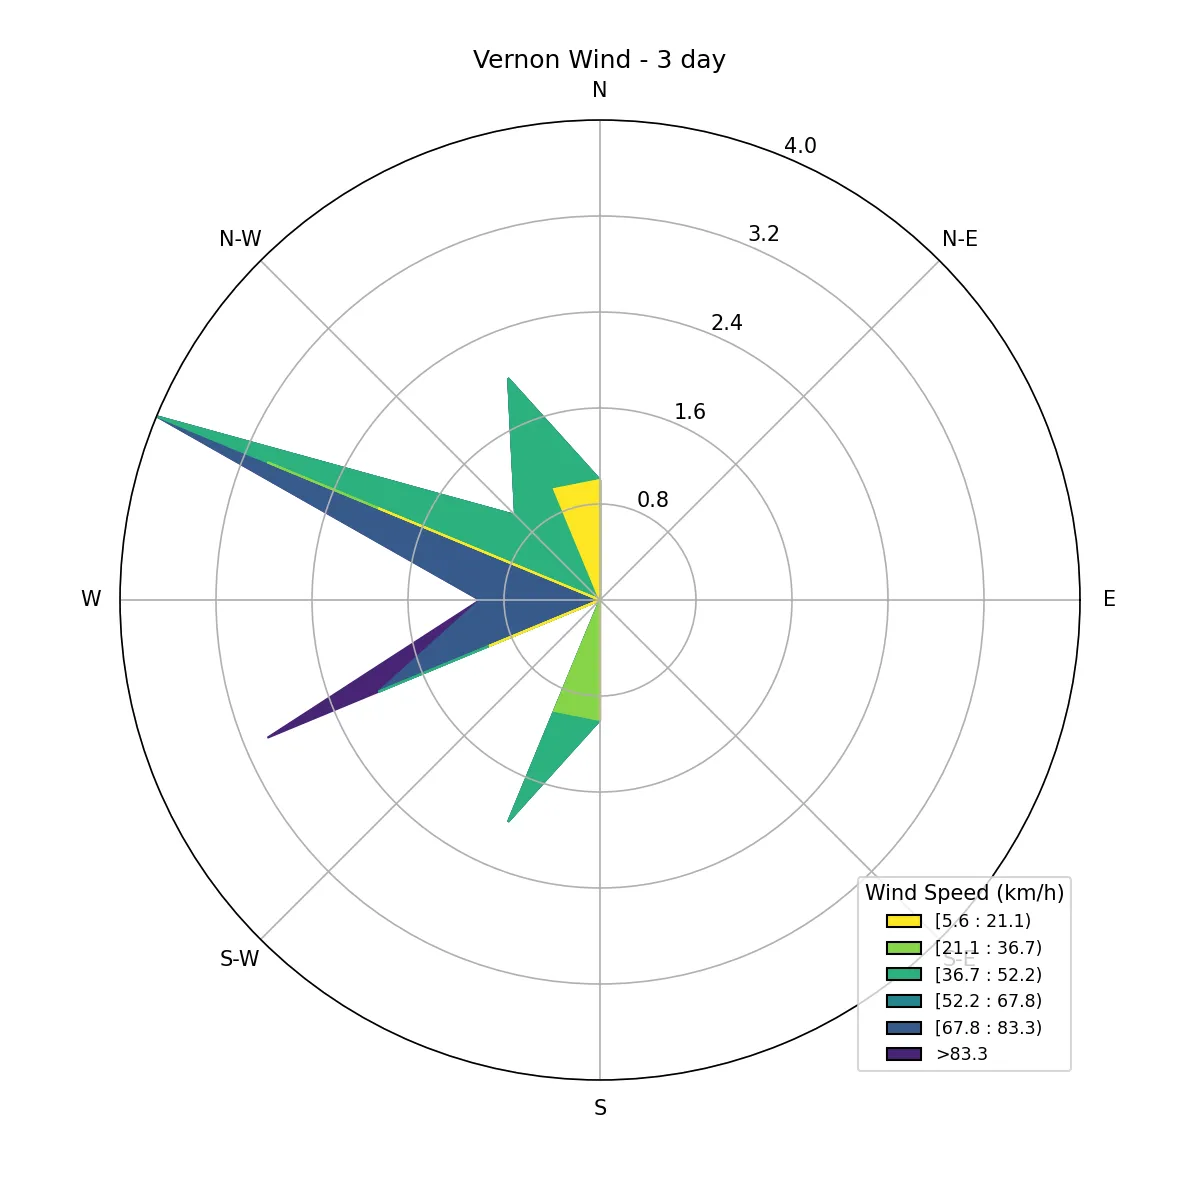 Vernon Wind - 3 day
N
4.0
N-W
3.2
N-E
2.4
1.6
0.8
W
E
Wind Speed (km/h)
[5.6 : 21.1)
[21.1 : 36.7)
[36.7 : 52.2)
[52.2 : 67.8)
[67.8 : 83.3)
>83.3
S-W
S-E
S